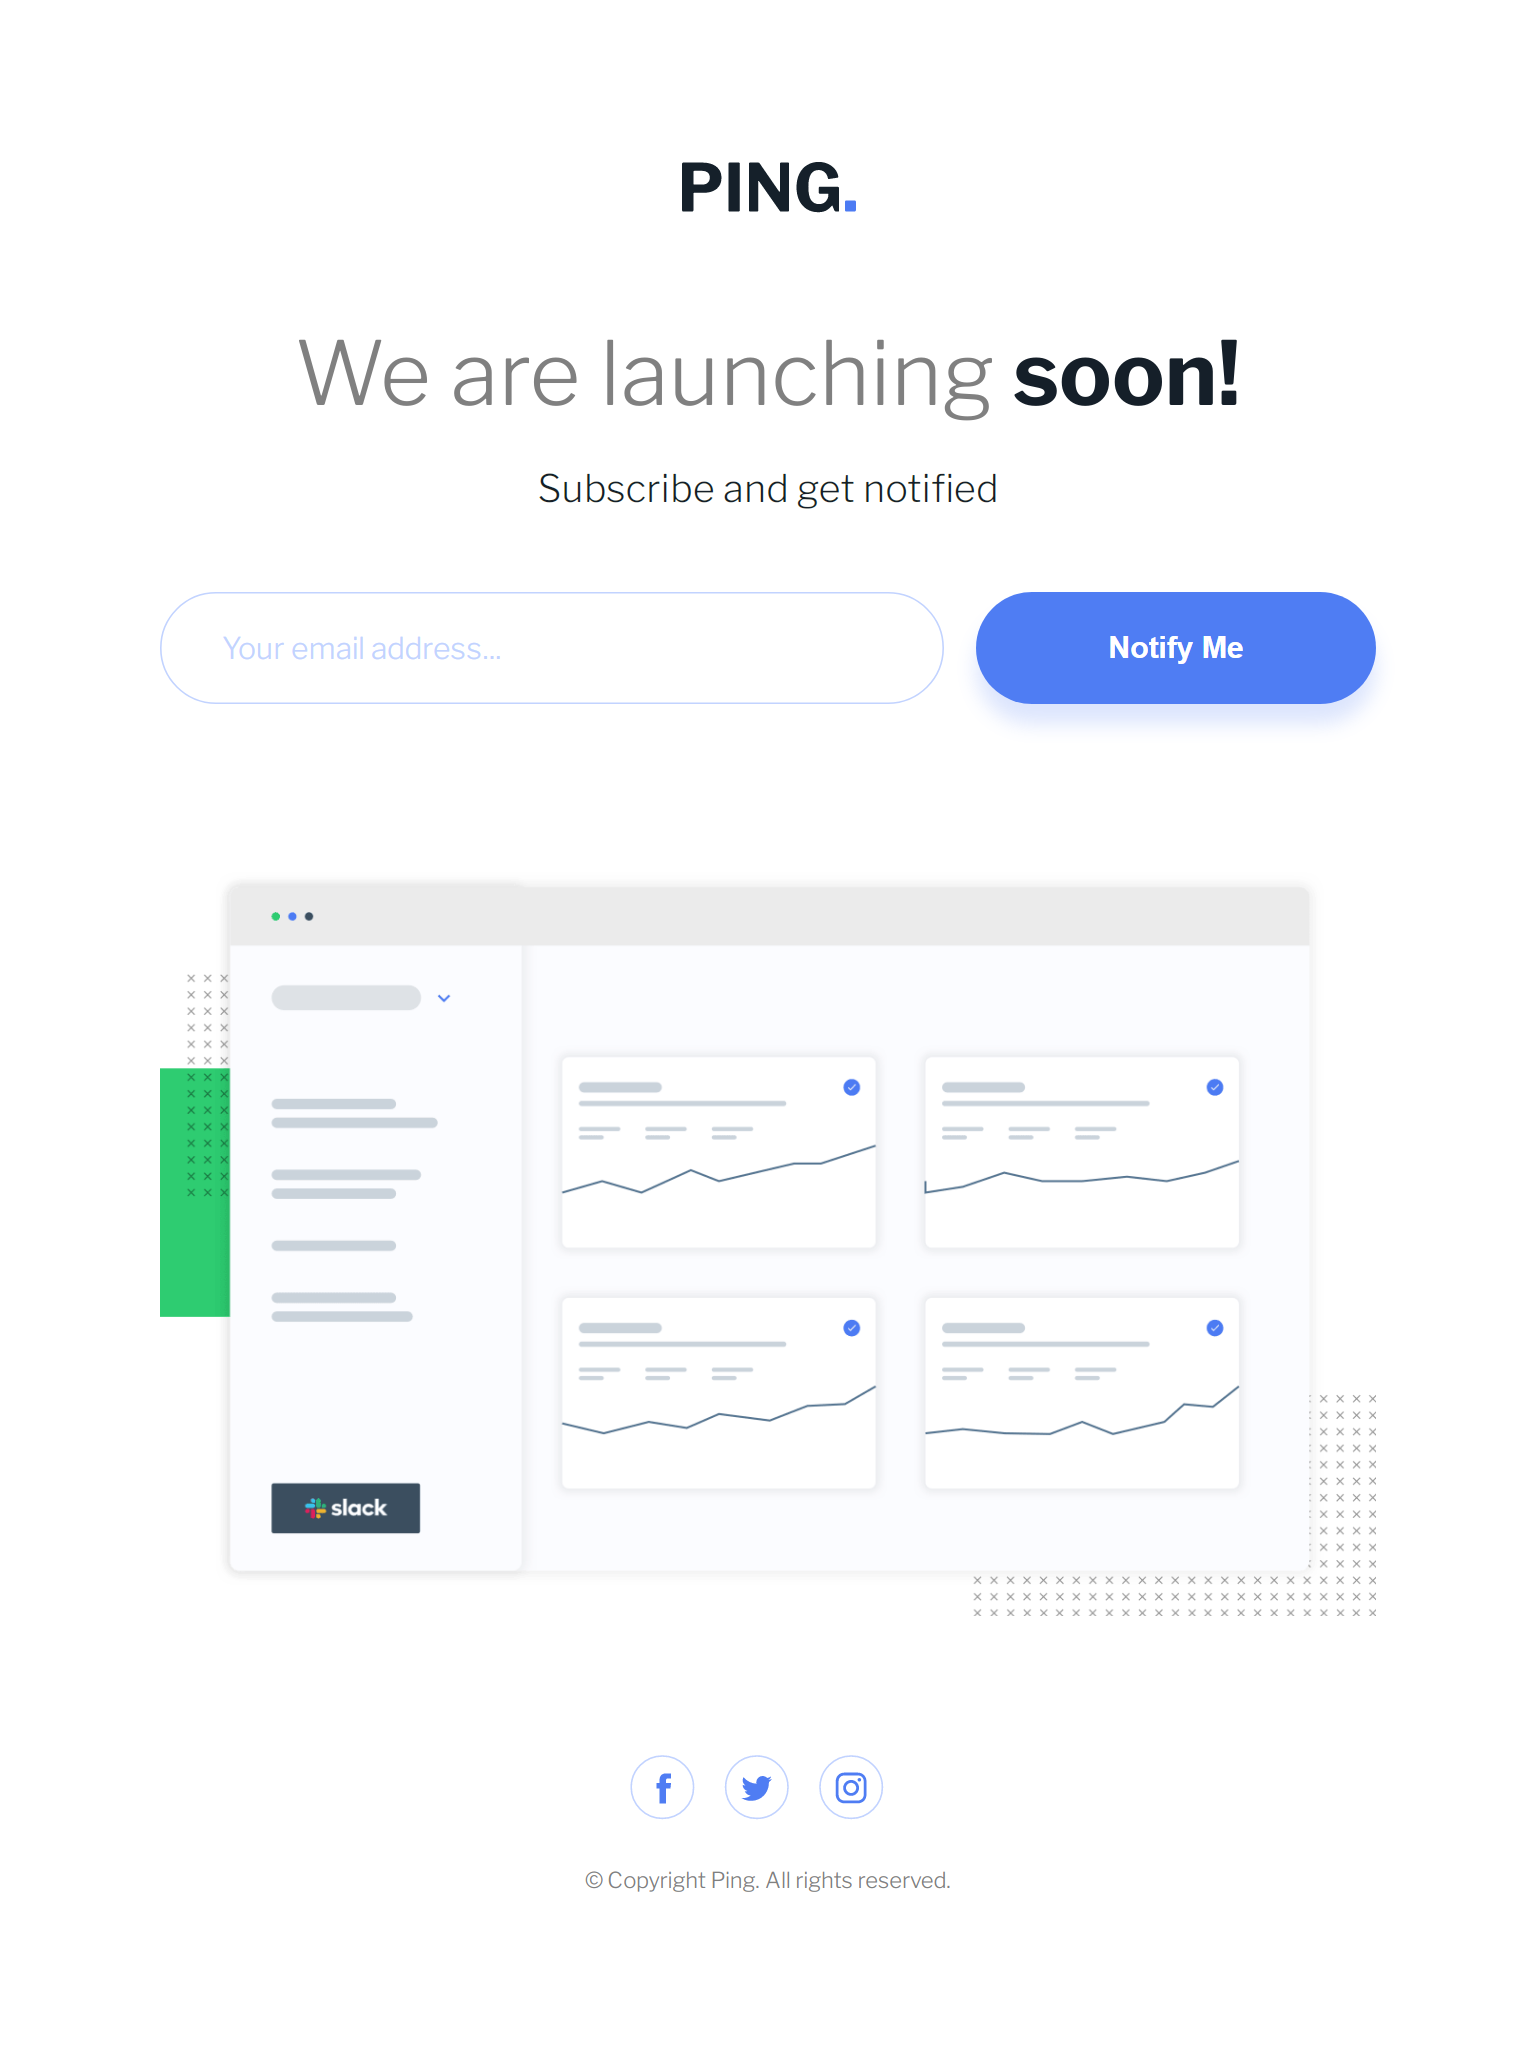 PING.
We are launching soon!
Subscribe and get notified
Your email address...
Notify Me
slack
© Copyright Ping. All rights reserved.